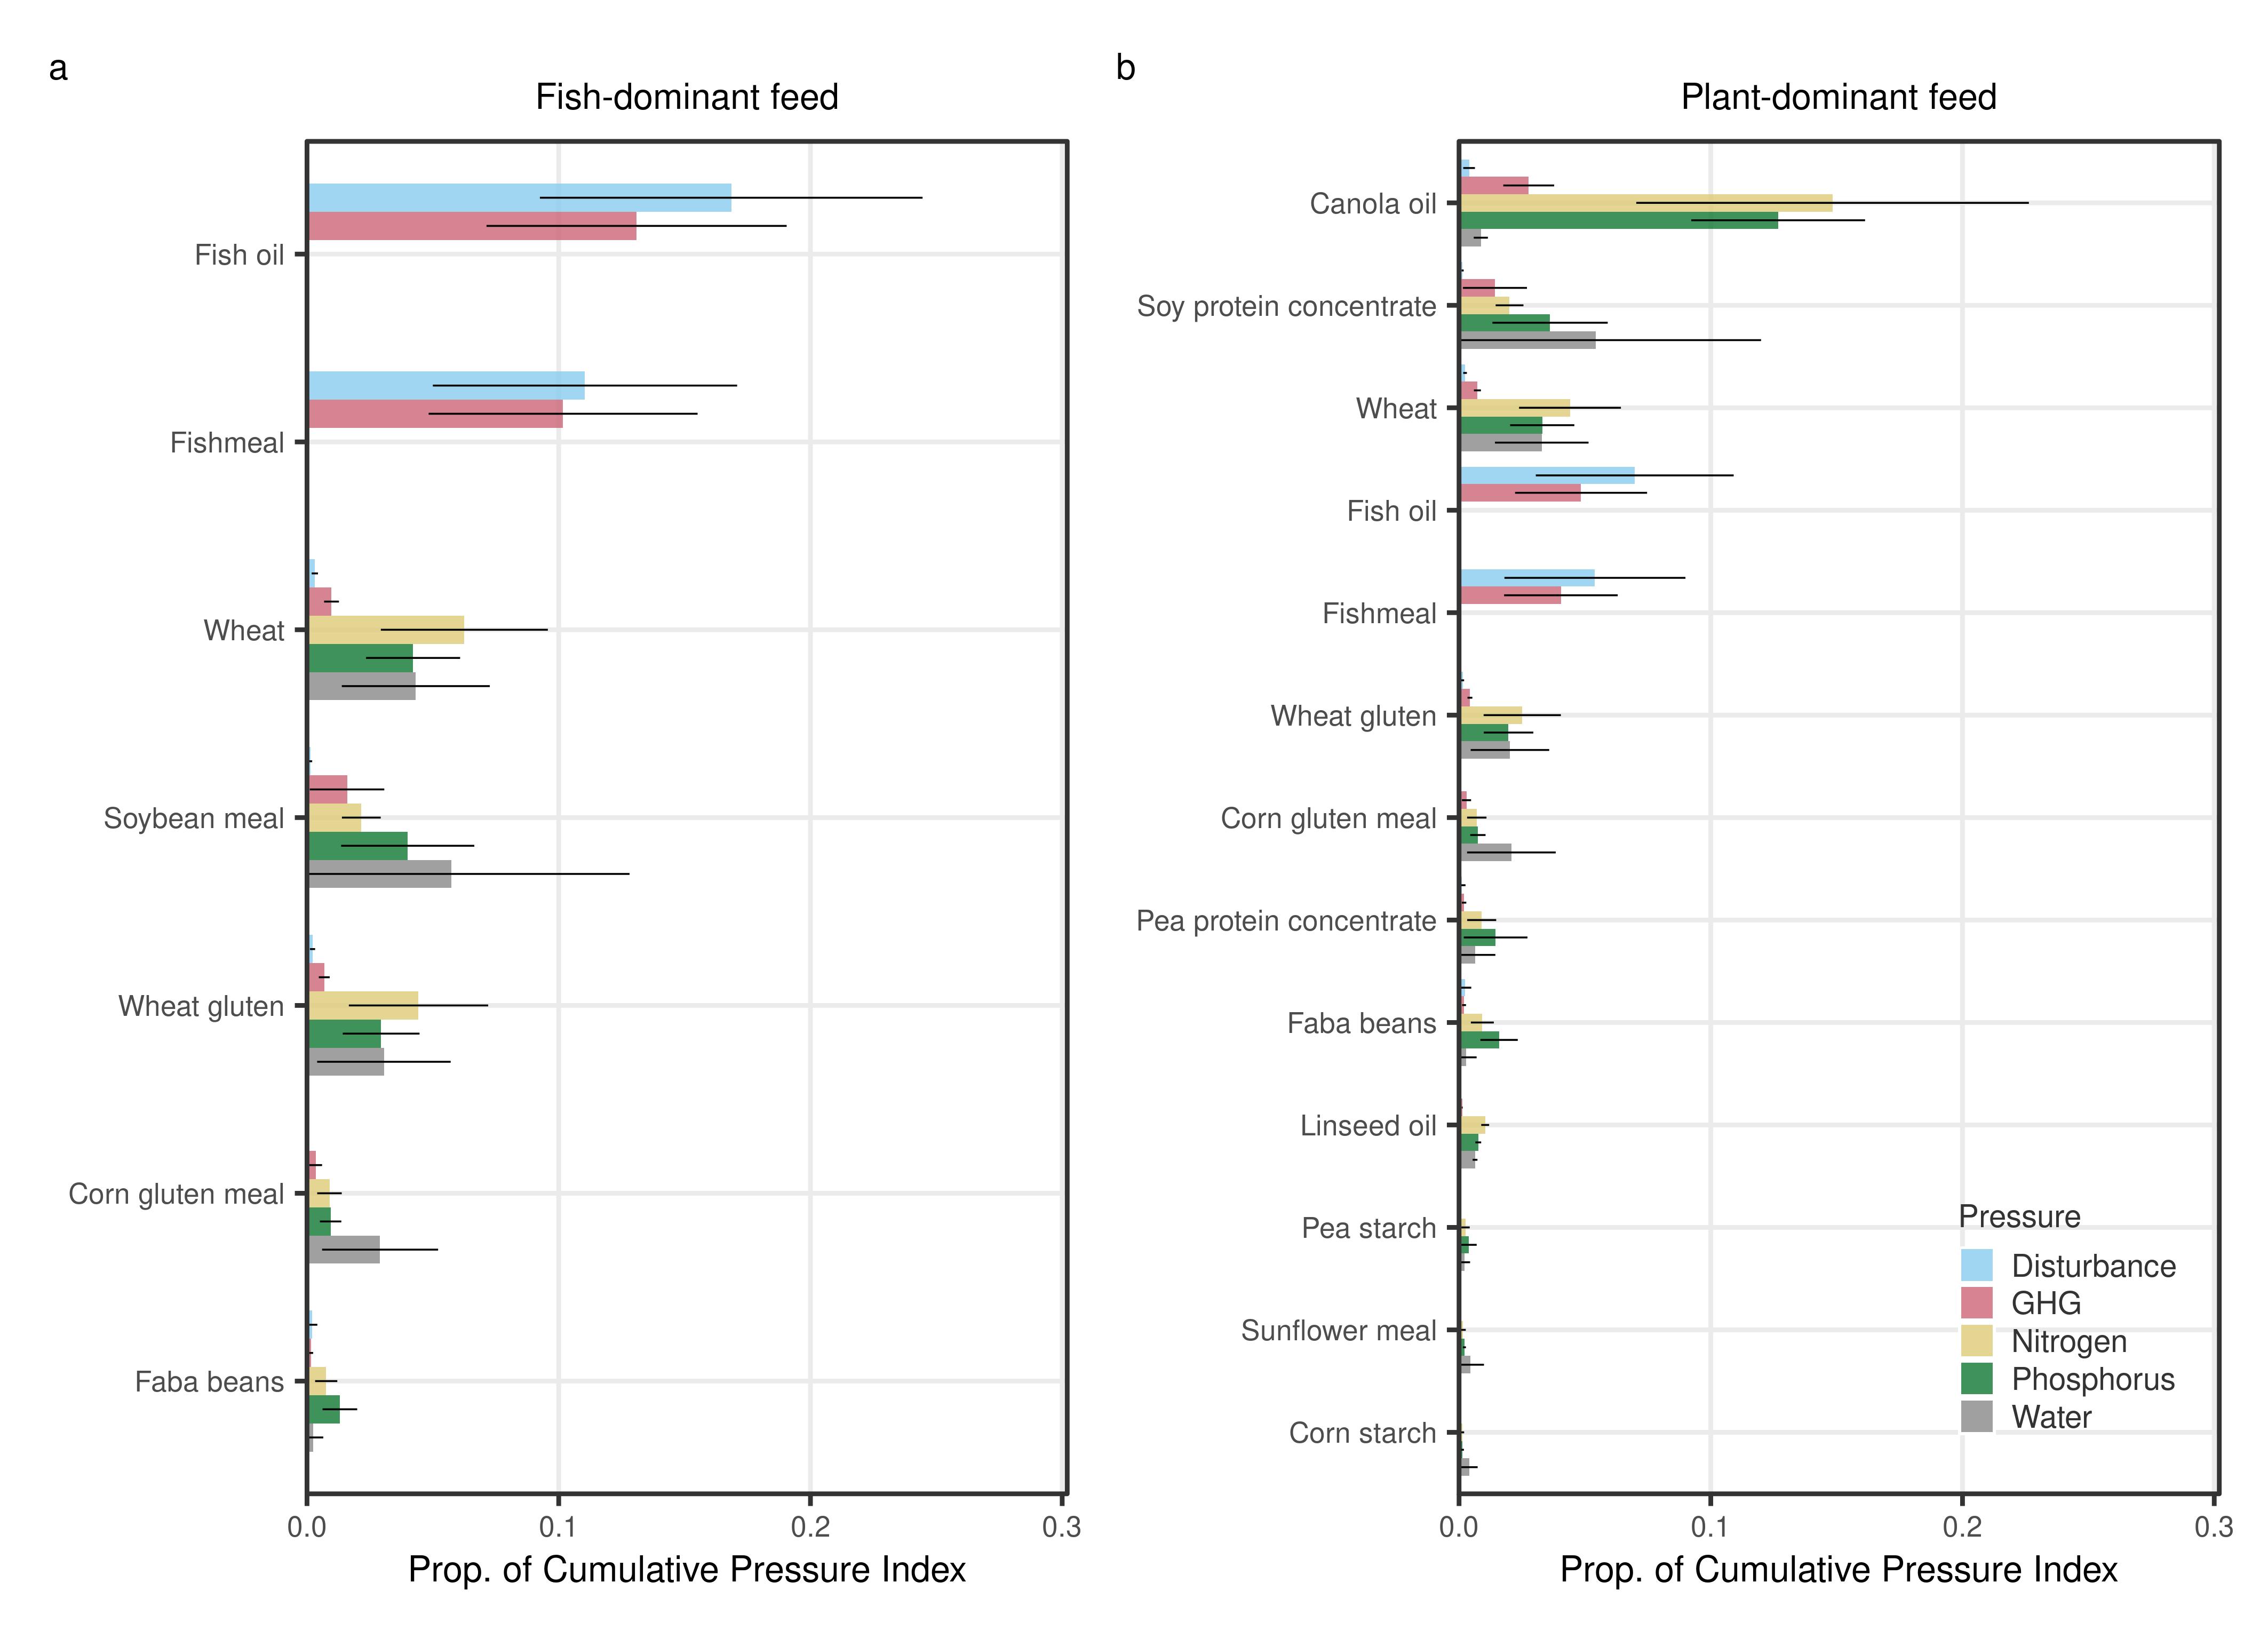 a
Fish-dominant feed
Fish oil
Fishmeal
Wheat
Soybean meal
Wheat gluten
Corn gluten meal
Faba beans
0.0 0.1 0.2 0.3
Prop. of Cumulative Pressure Index
b
Plant-dominant feed
Canola oil
Soy protein concentrate
Wheat
Fish oil
Fishmeal
Wheat gluten
Corn gluten meal
Pea protein concentrate
Faba beans
Linseed oil
Pea starch
Sunflower meal
Corn starch
Pressure
Disturbance
GHG
Nitrogen
Phosphorus
Water
0.0 0.1 0.2 0.3
Prop. of Cumulative Pressure Index